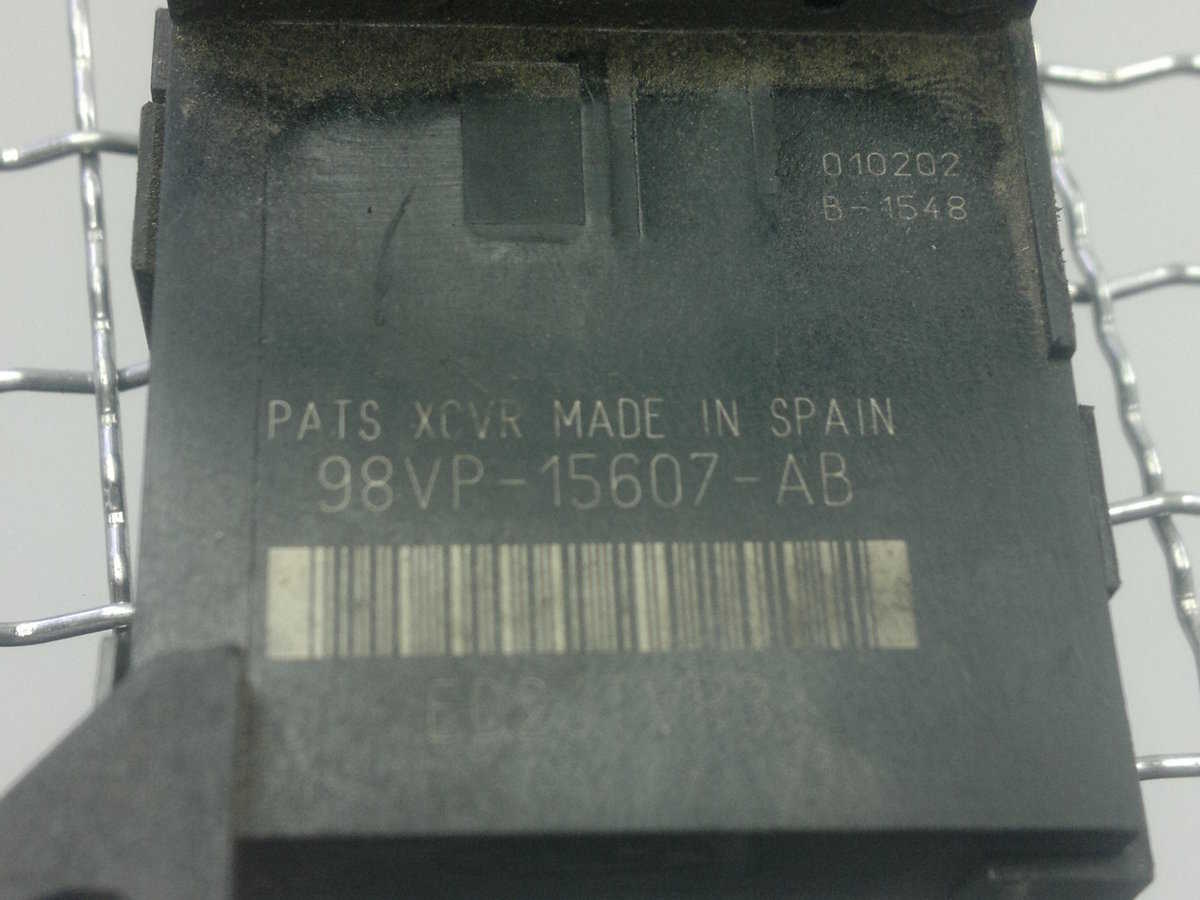 010202
B-1548
PATS XCVR MADE IN SPAIN
98VP-15607-AB